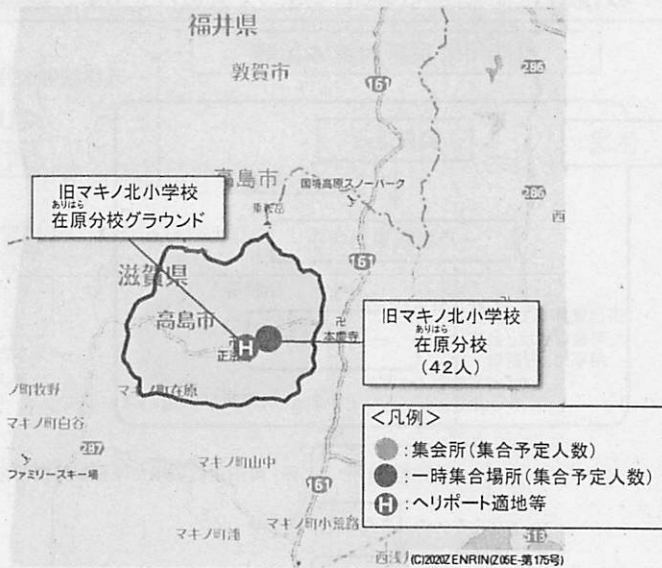 福井県
敦賀市
161
286
高島市
国境高原スノーパーク
旧マキノ北小学校
ありはら
在原分校グラウンド
乗鞍岳
286
西
161
滋賀県
高島市
H
正法
本慶寺
旧マキノ北小学校
ありはら
在原分校
(42人)
ノ町牧野
マキノ町在原
マキノ町白谷
287
ファミリースキー場
マキノ町山中
161
<凡例>
:集会所(集合予定人数)
:一時集合場所(集合予定人数)
H:ヘリポート適地等
マキノ町浦
マキノ町小荒路
513
西浅
(C)2020ZENRIN(Z05E-第175号)